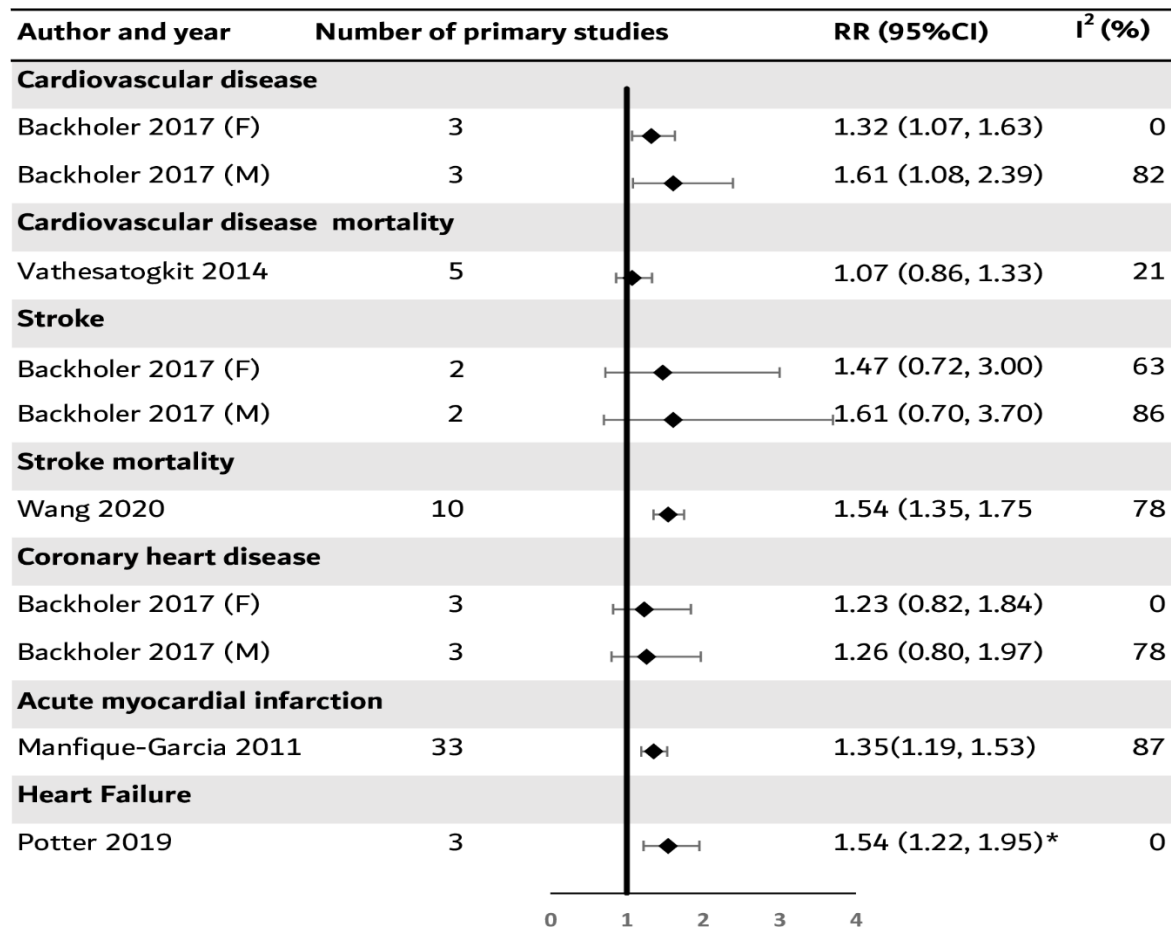 Author and year Number of primary studies RR (95%CI) I² (%)
Cardiovascular disease
Backholer 2017 (F) 3 1.32 (1.07, 1.63) 0
Backholer 2017 (M) 3 1.61 (1.08, 2.39) 82
Cardiovascular disease mortality
Vathesatogkit 2014 5 1.07 (0.86, 1.33) 21
Stroke
Backholer 2017 (F) 2 1.47 (0.72, 3.00) 63
Backholer 2017 (M) 2 1.61 (0.70, 3.70) 86
Stroke mortality
Wang 2020 10 1.54 (1.35, 1.75 78
Coronary heart disease
Backholer 2017 (F) 3 1.23 (0.82, 1.84) 0
Backholer 2017 (M) 3 1.26 (0.80, 1.97) 78
Acute myocardial infarction
Manfique-Garcia 2011 33 1.35(1.19, 1.53) 87
Heart Failure
Potter 2019 3 1.54 (1.22, 1.95)* 0
0 1 2 3 4